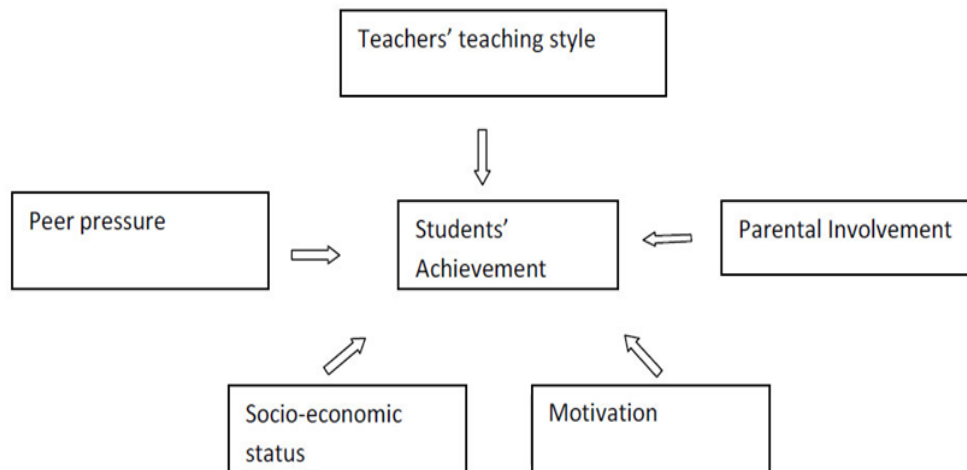 Teachers’ teaching style
Peer pressure
Students’
Achievement
Parental Involvement
Socio-economic
status
Motivation